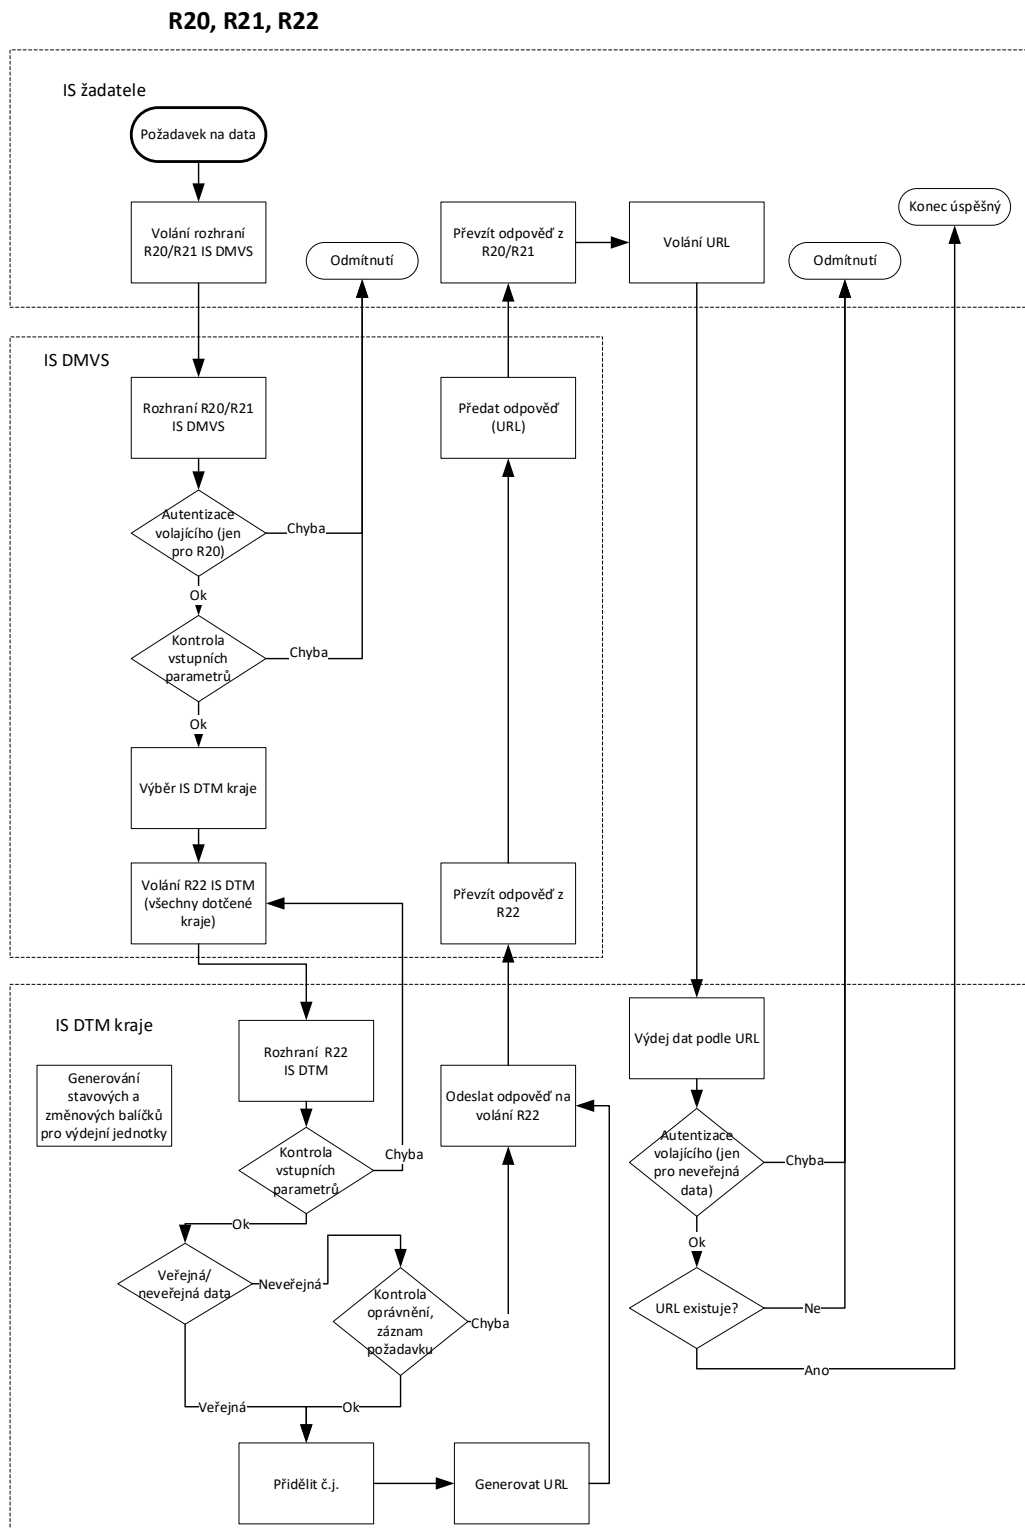 R20, R21, R22
IS žadatele
Požadavek na data
Volání rozhraní
R20/R21 IS DMVS
Odmítnutí
Převzít odpověď z
R20/R21
Volání URL
Odmítnutí
Konec úspěšný
IS DMVS
Rozhraní R20/R21
IS DMVS
Předat odpověď
(URL)
Autentizace
volajícího (jen
pro R20)
Chyba
Ok
Kontrola
vstupních
parametrů
Chyba
Ok
Výběr IS DTM kraje
Volání R22 IS DTM
(všechny dotčené
kraje)
Převzít odpověď z
R22
IS DTM kraje
Generování
stavových a
změnových balíčků
pro výdejní jednotky
Rozhraní R22
IS DTM
Kontrola
vstupních
parametrů
Chyba
Ok
Odeslat odpověď na
volání R22
Výdej dat podle URL
Autentizace
volajícího (jen
pro neveřejná
data)
Chyba
Ok
Veřejná/
neveřejná data
Neveřejná
Kontrola
oprávnění,
záznam
požadavku
Chyba
URL existuje?
Ne
Ano
Veřejná
Ok
Přidělit č.j.
Generovat URL